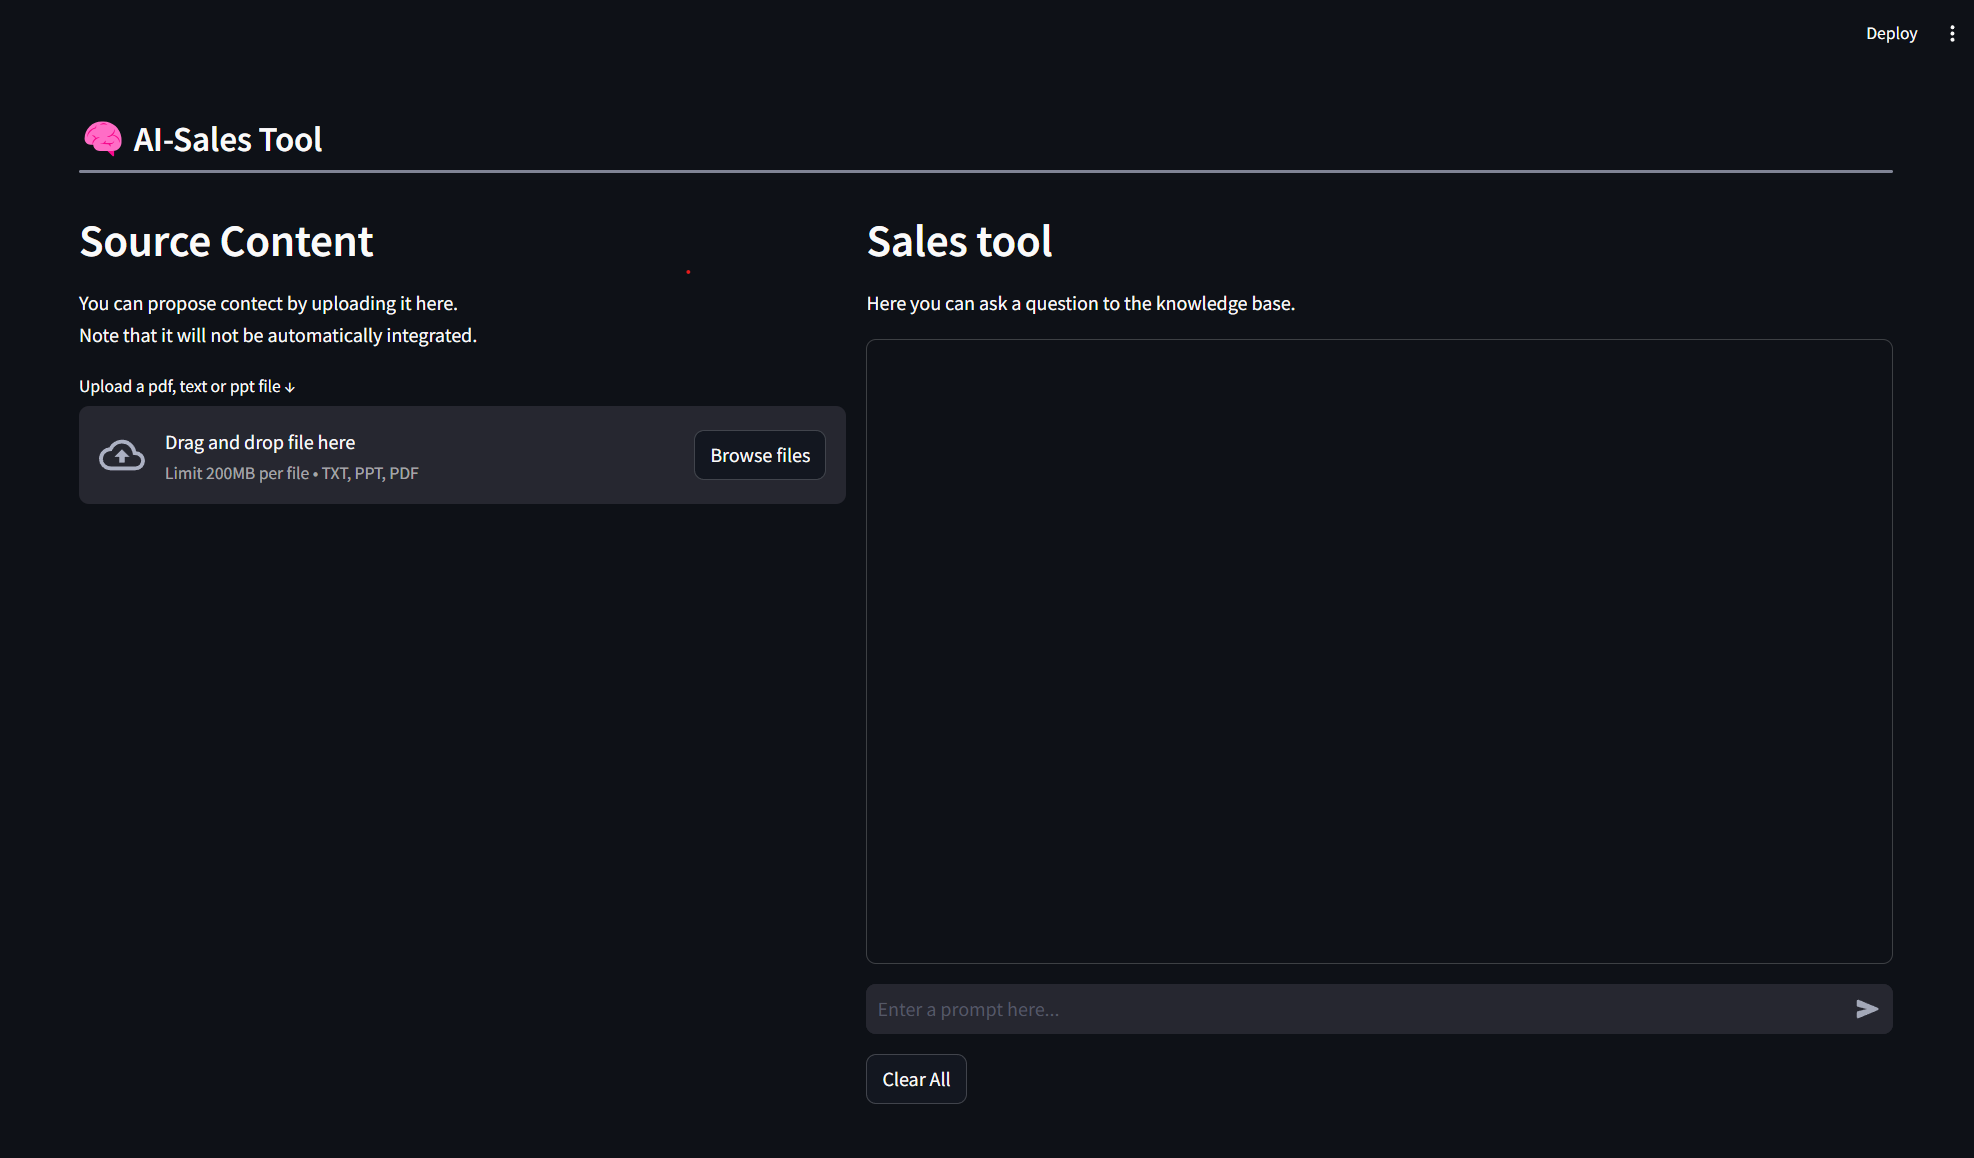 Deploy
AI-Sales Tool
Source Content
You can propose contect by uploading it here.
Note that it will not be automatically integrated.
Upload a pdf, text or ppt file ↓
Drag and drop file here
Limit 200MB per file • TXT, PPT, PDF
Browse files
Sales tool
Here you can ask a question to the knowledge base.
Enter a prompt here...
Clear All